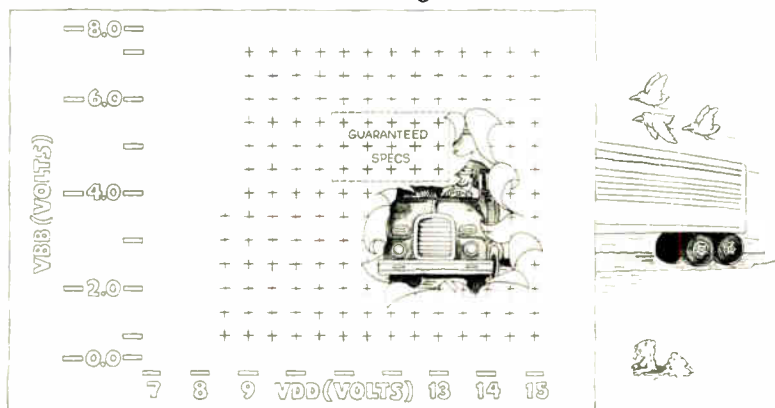 8.0
6.0
GUARANTEED
SPECS
4.0
VBB (VOLTS)
2.0
0.0
7 8 9 VDD (VOLTS) 13 14 15